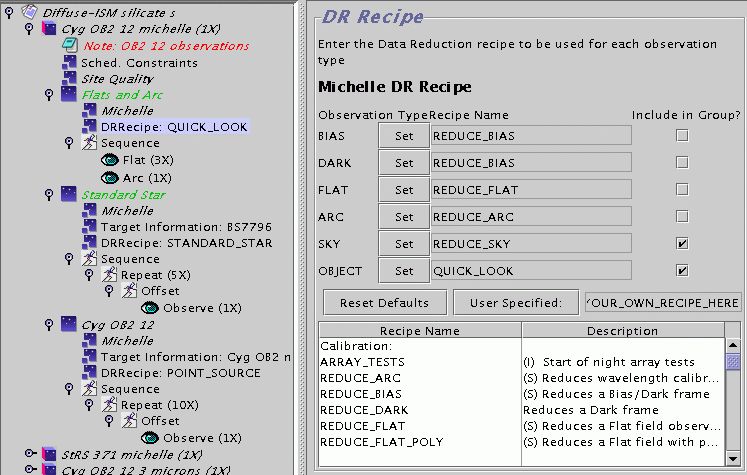 Diffuse-ISM silicate s
Cyg OB2 12 michelle (1X)
Note: OB2 12 observations
Sched. Constraints
Site Quality
Flats and Arc
Michelle
DRRecipe: QUICK_LOOK
Sequence
Flat (3X)
Arc (1X)
Standard Star
Michelle
Target Information: BS7796
DRRecipe: STANDARD_STAR
Sequence
Repeat (5X)
Offset
Observe (1X)
Cyg OB2 12
Michelle
Target Information: Cyg OB2 n
DRRecipe: POINT_SOURCE
Sequence
Repeat (10X)
Offset
Observe (1X)
StRS 371 michelle (1X)
Cyg OB2 12 3 microns (1X)
DR Recipe
Enter the Data Reduction recipe to be used for each observation
type
Michelle DR Recipe
Observation Type Recipe Name Include in Group?
BIAS Set REDUCE_BIAS
DARK Set REDUCE_BIAS
FLAT Set REDUCE_FLAT
ARC Set REDUCE_ARC
SKY Set REDUCE_SKY
OBJECT Set QUICK_LOOK
Reset Defaults User Specified: YOUR_OWN_RECIPE_HERE
Recipe Name Description
Calibration:
ARRAY_TESTS (I) Start of night array tests
REDUCE_ARC (S) Reduces wavelength calibr...
REDUCE_BIAS (S) Reduces a Bias/Dark frame
REDUCE_DARK Reduces a Dark frame
REDUCE_FLAT (S) Reduces a Flat field observ...
REDUCE_FLAT_POLY (S) Reduces a Flat field with p...